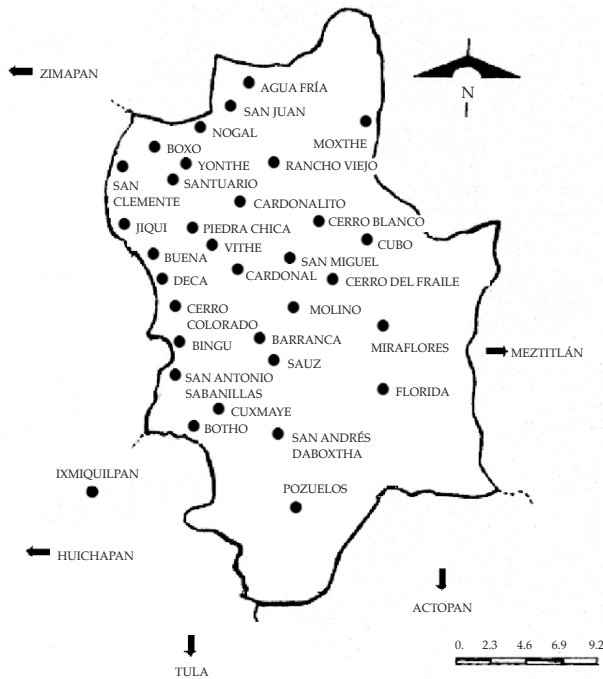 ZIMAPAN
AGUA FRÍA
SAN JUAN
N
NOGAL
MOXTHE
BOXO
YONTHE
RANCHO VIEJO
SAN
CLEMENTE
SANTUARIO
CARDONALITO
JIQUI
PIEDRA CHICA
CERRO BLANCO
VITHE
CUBO
BUENA
SAN MIGUEL
CARDONAL
DECA
CERRO DEL FRAILE
CERRO
COLORADO
MOLINO
BINGU
BARRANCA
MIRAFLORES
MEZTITLÁN
SAUZ
SAN ANTONIO
SABANILLAS
FLORIDA
CUXMAYE
BOTHO
SAN ANDRÉS
DABOXTHA
IXMIQUILPAN
POZUELOS
HUICHAPAN
ACTOPAN
TULA
0. 2.3 4.6 6.9 9.2